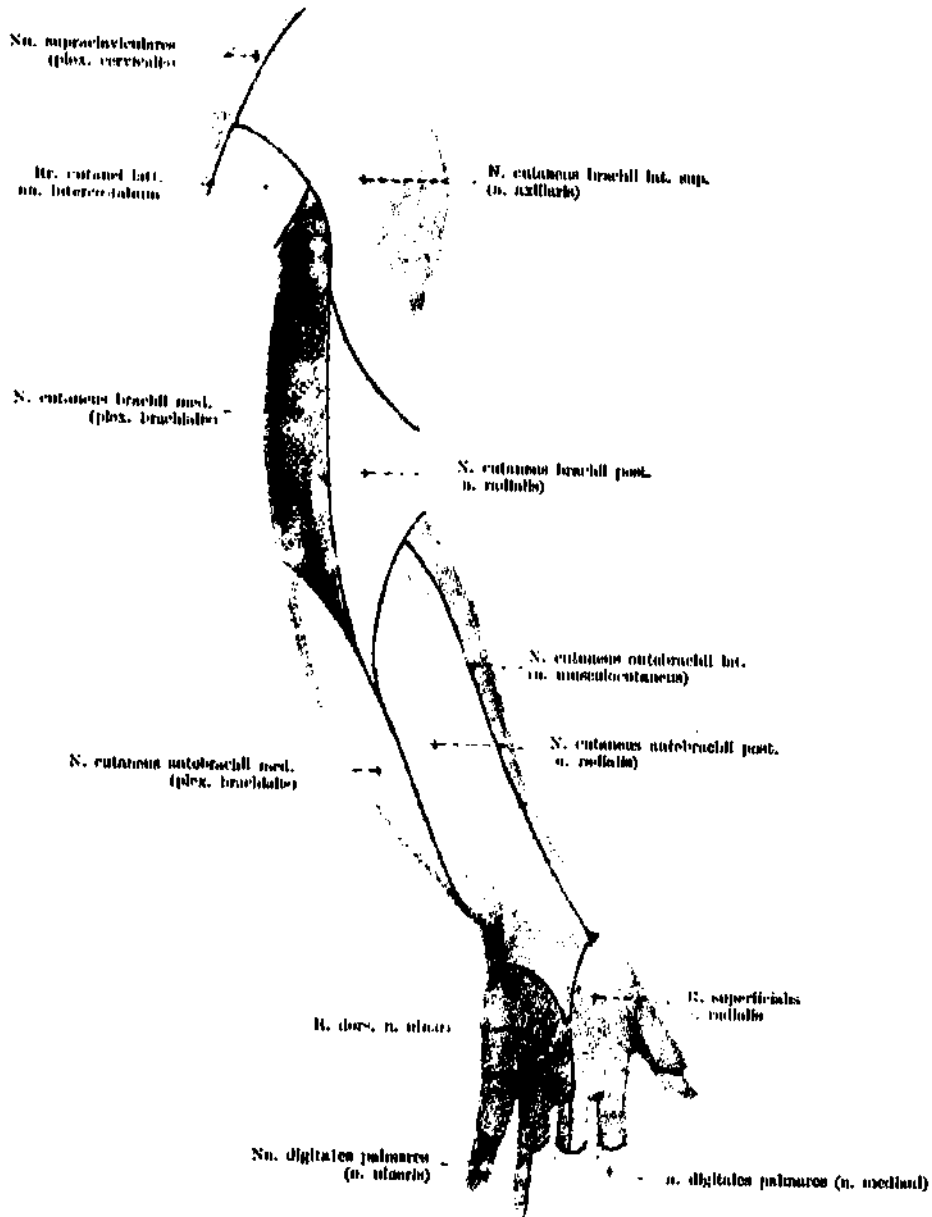 Nn. supraclaviculares
(plex. cervicalis)
Rr. cutanei latt.
nn. intercostalium
N. cutaneus brachii lat. sup.
(n. axillaris)
N. cutaneus brachii med.
(plex. brachialis)
N. cutaneus brachii post.
n. radialis)
N. cutaneus antebrachii lat.
(n. musculocutaneus)
N. cutaneus antebrachii post.
n. radialis)
N. cutaneus antebrachii med.
(plex. brachialis)
R. superficialis
radialis
R. dors. n. ulnaris
Nn. digitales palmares
(n. ulnaris)
n. digitales palmares (n. mediani)